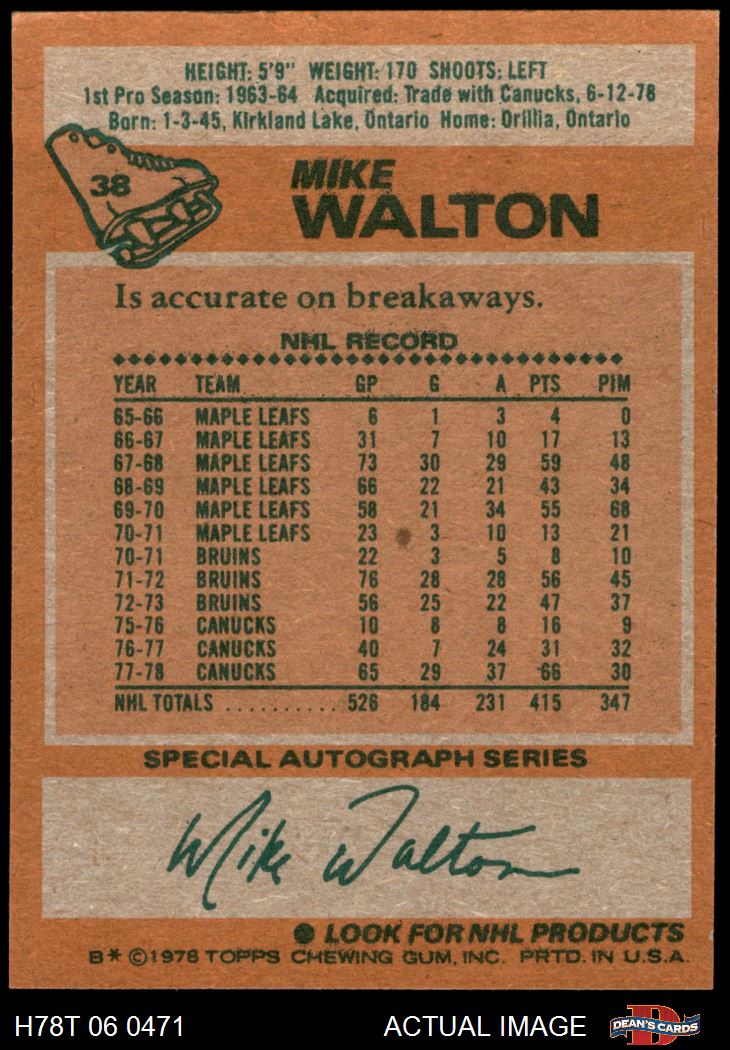 HEIGHT: 5'9" WEIGHT: 170 SHOOTS: LEFT
1st Pro Season: 1963-64 Acquired: Trade with Canucks, 6-12-78
Born: 1-3-45, Kirkland Lake, Ontario Home: Orillia, Ontario
38
MIKE
WALTON
Is accurate on breakaways.
NHL RECORD
YEAR TEAM GP G A PTS PIM
65-66 MAPLE LEAFS 6 1 3 4 0
66-67 MAPLE LEAFS 31 7 10 17 13
67-68 MAPLE LEAFS 73 30 29 59 48
68-69 MAPLE LEAFS 66 22 21 43 34
69-70 MAPLE LEAFS 58 21 34 55 68
70-71 MAPLE LEAFS 23 3 10 13 21
70-71 BRUINS 22 3 5 8 10
71-72 BRUINS 76 28 28 56 45
72-73 BRUINS 56 25 22 47 37
75-76 CANUCKS 10 8 8 16 9
76-77 CANUCKS 40 7 24 31 32
77-78 CANUCKS 65 29 37 66 30
NHL TOTALS .......... 526 184 231 415 347
SPECIAL AUTOGRAPH SERIES
Mike Walton
LOOK FOR NHL PRODUCTS
B* ©1978 TOPPS CHEWING GUM, INC. PRTD. IN U.S.A.
H78T 06 0471 ACTUAL IMAGE DEAN'S CARDS